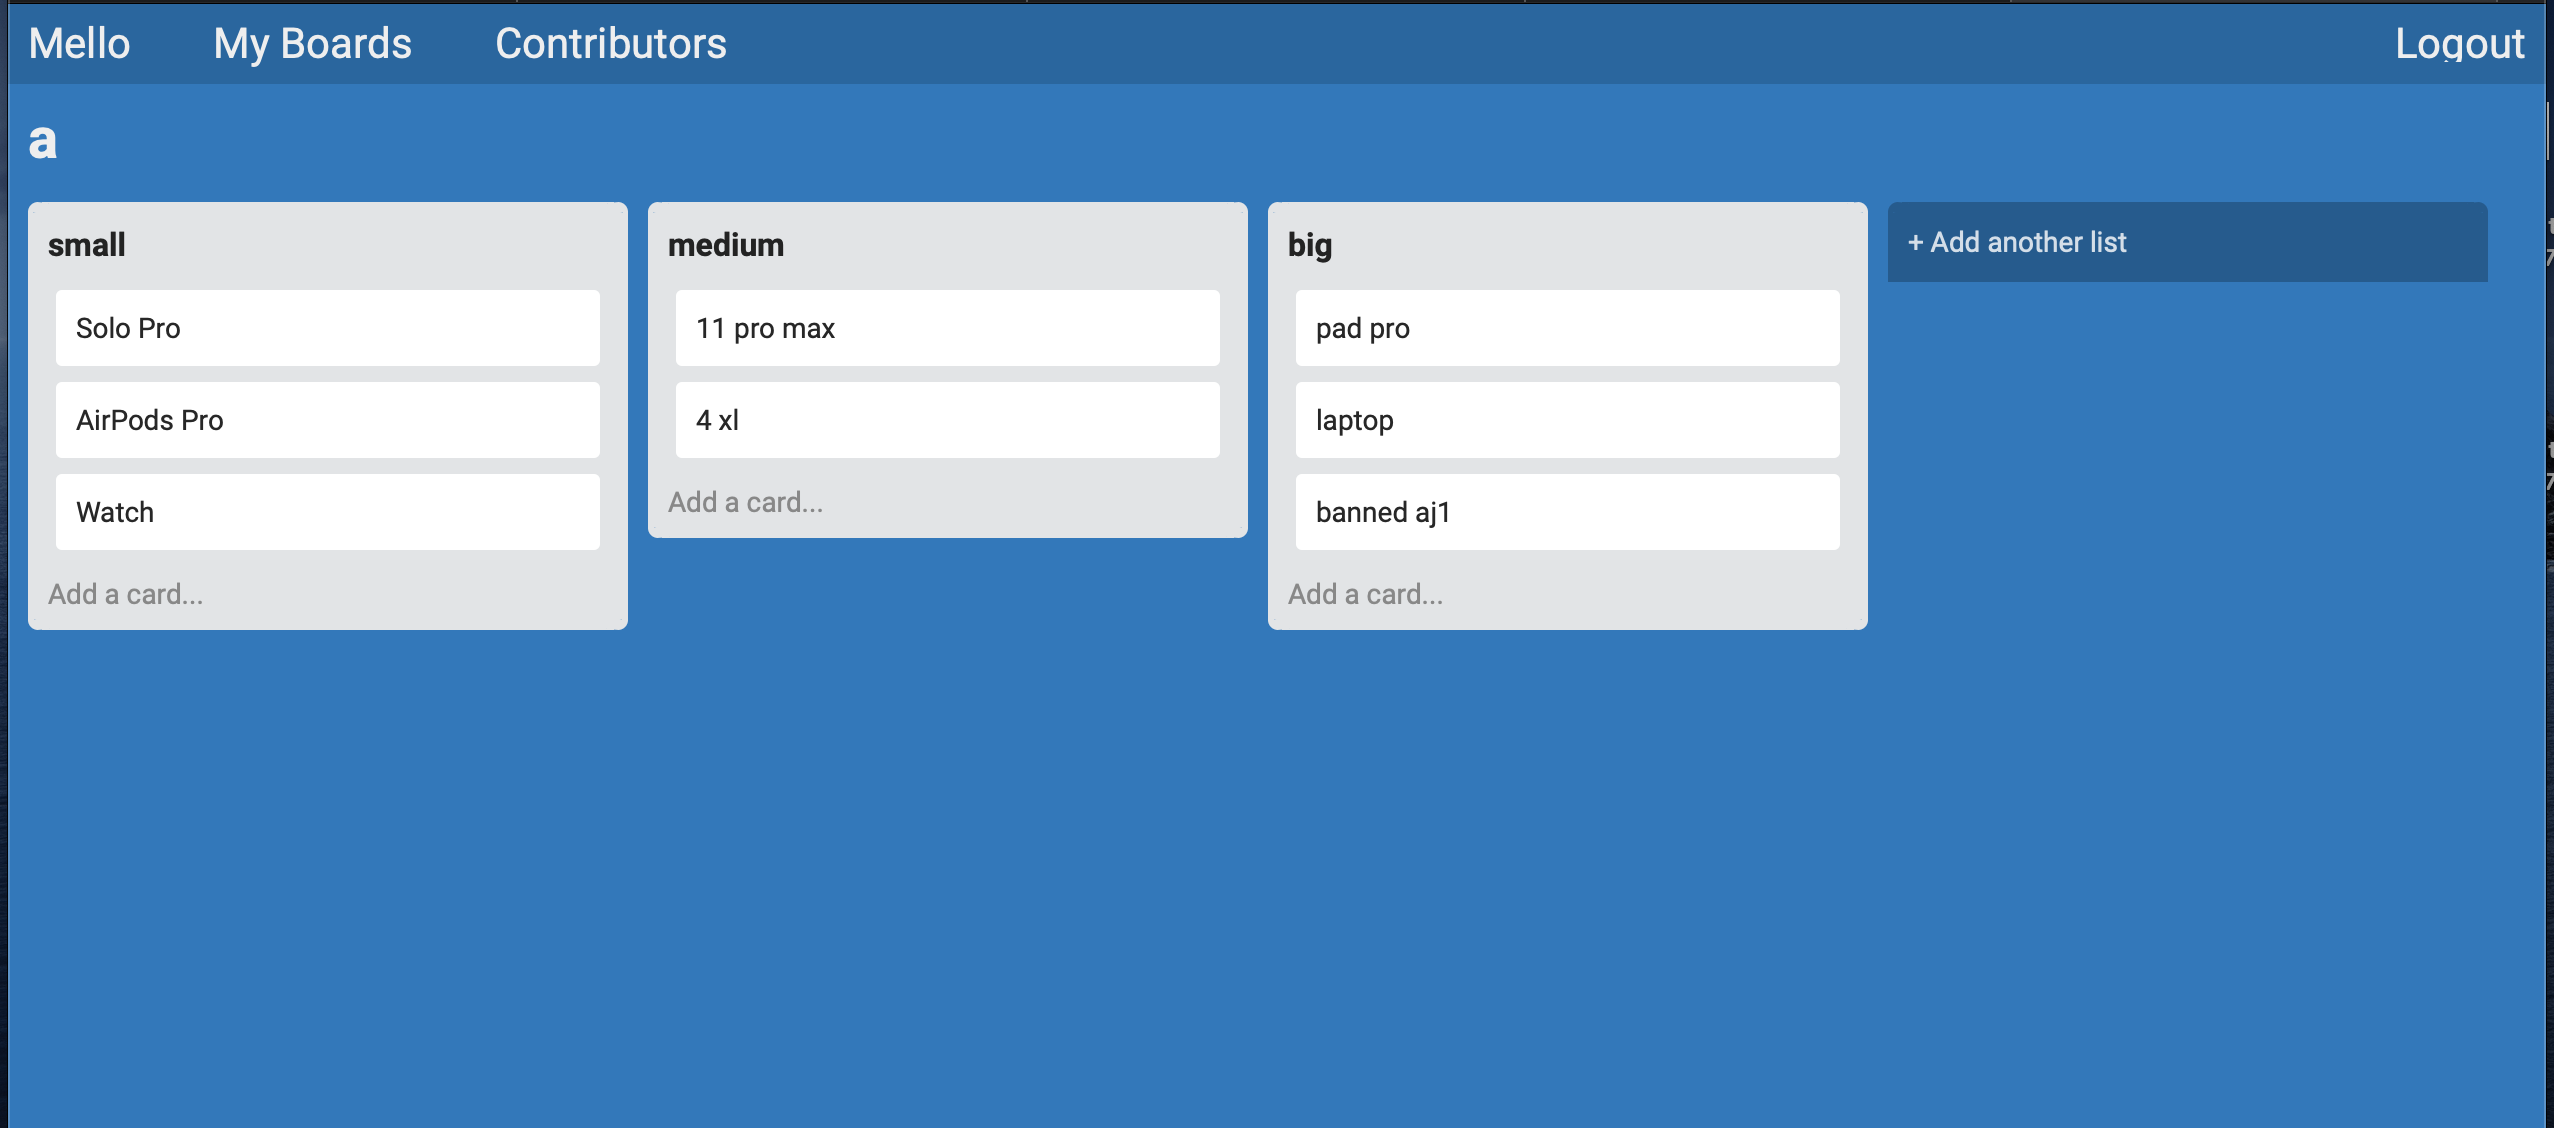 Mello My Boards Contributors Logout
a
small
Solo Pro
AirPods Pro
Watch
Add a card...
medium
11 pro max
4 xl
Add a card...
big
pad pro
laptop
banned aj1
Add a card...
+ Add another list